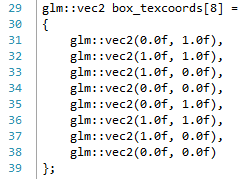 29 glm::vec2 box_texcoords[8] =
30 {
31 glm::vec2(0.0f, 1.0f),
32 glm::vec2(1.0f, 1.0f),
33 glm::vec2(1.0f, 0.0f),
34 glm::vec2(0.0f, 0.0f),
35 glm::vec2(0.0f, 1.0f),
36 glm::vec2(1.0f, 1.0f),
37 glm::vec2(1.0f, 0.0f),
38 glm::vec2(0.0f, 0.0f)
39 };